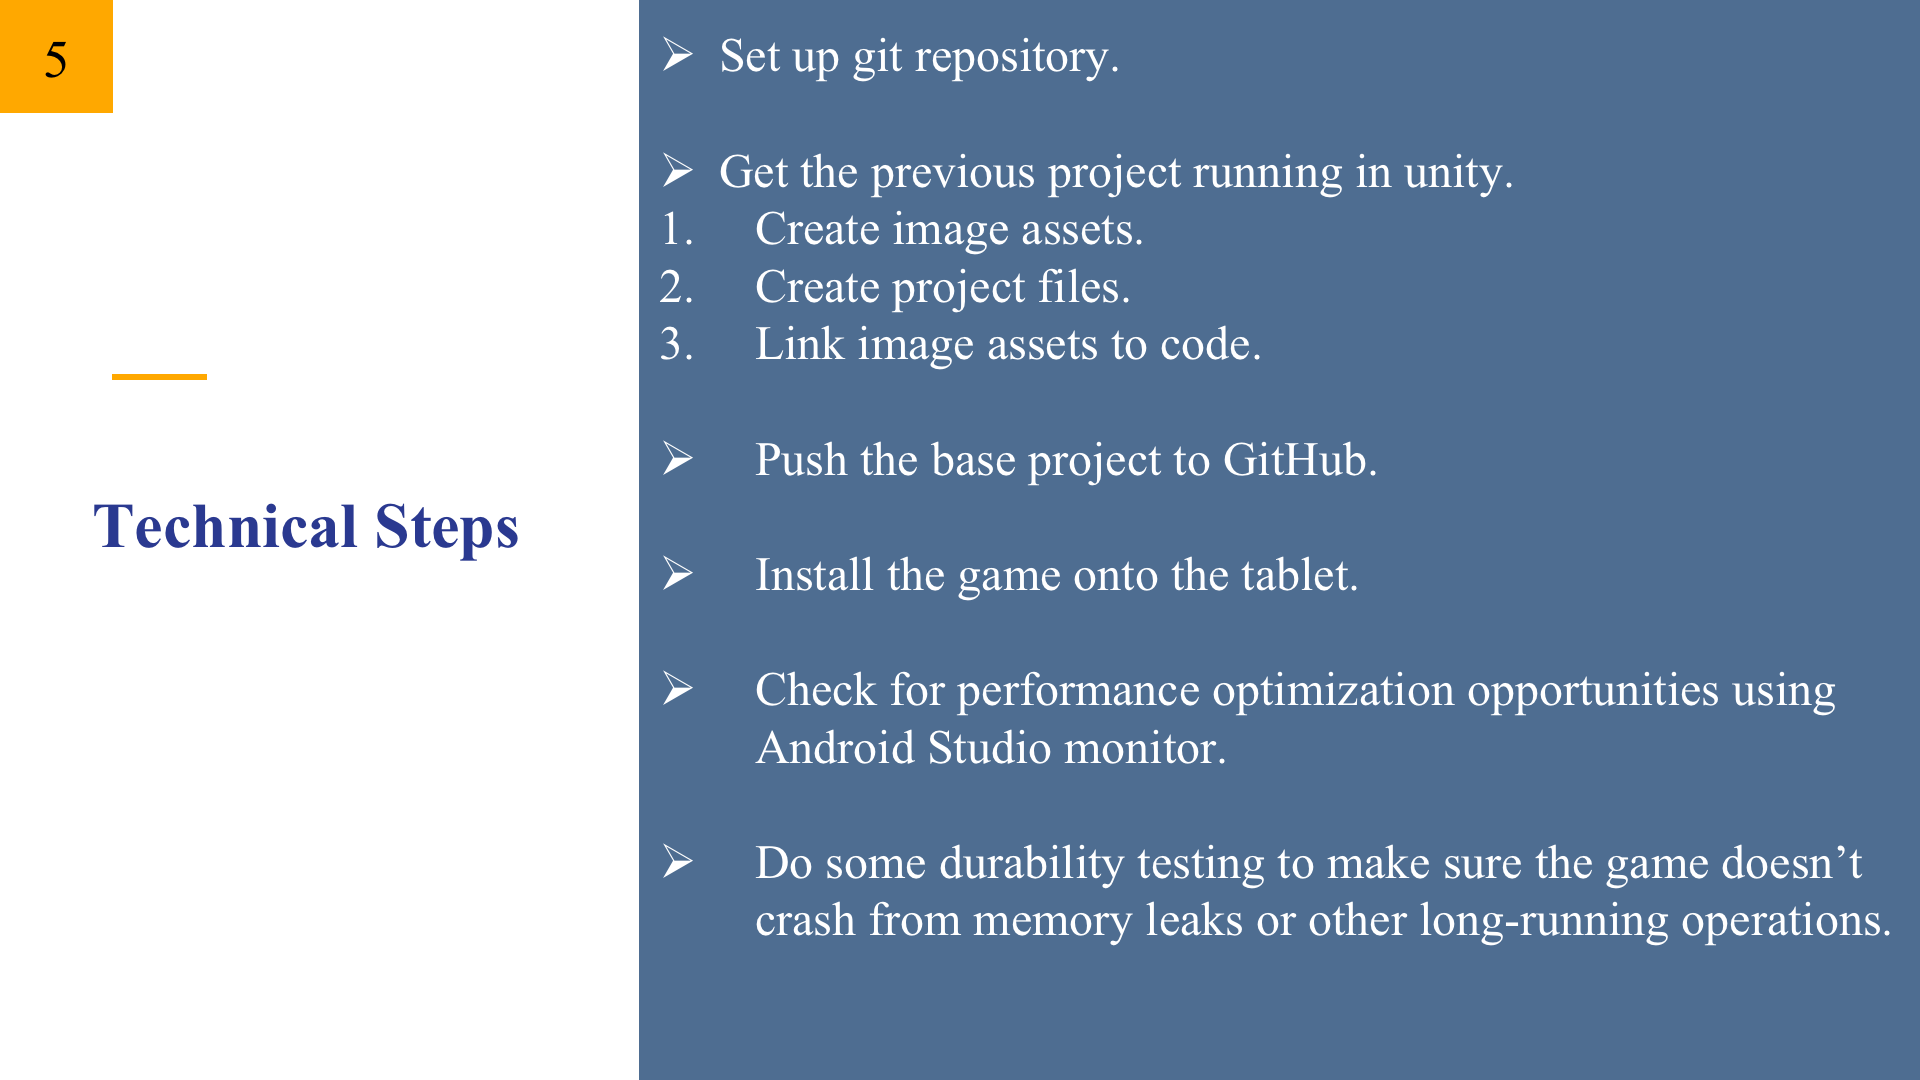 5
Technical Steps
➢ Set up git repository.
➢ Get the previous project running in unity.
1. Create image assets.
2. Create project files.
3. Link image assets to code.
➢ Push the base project to GitHub.
➢ Install the game onto the tablet.
➢ Check for performance optimization opportunities using
Android Studio monitor.
➢ Do some durability testing to make sure the game doesn’t
crash from memory leaks or other long-running operations.